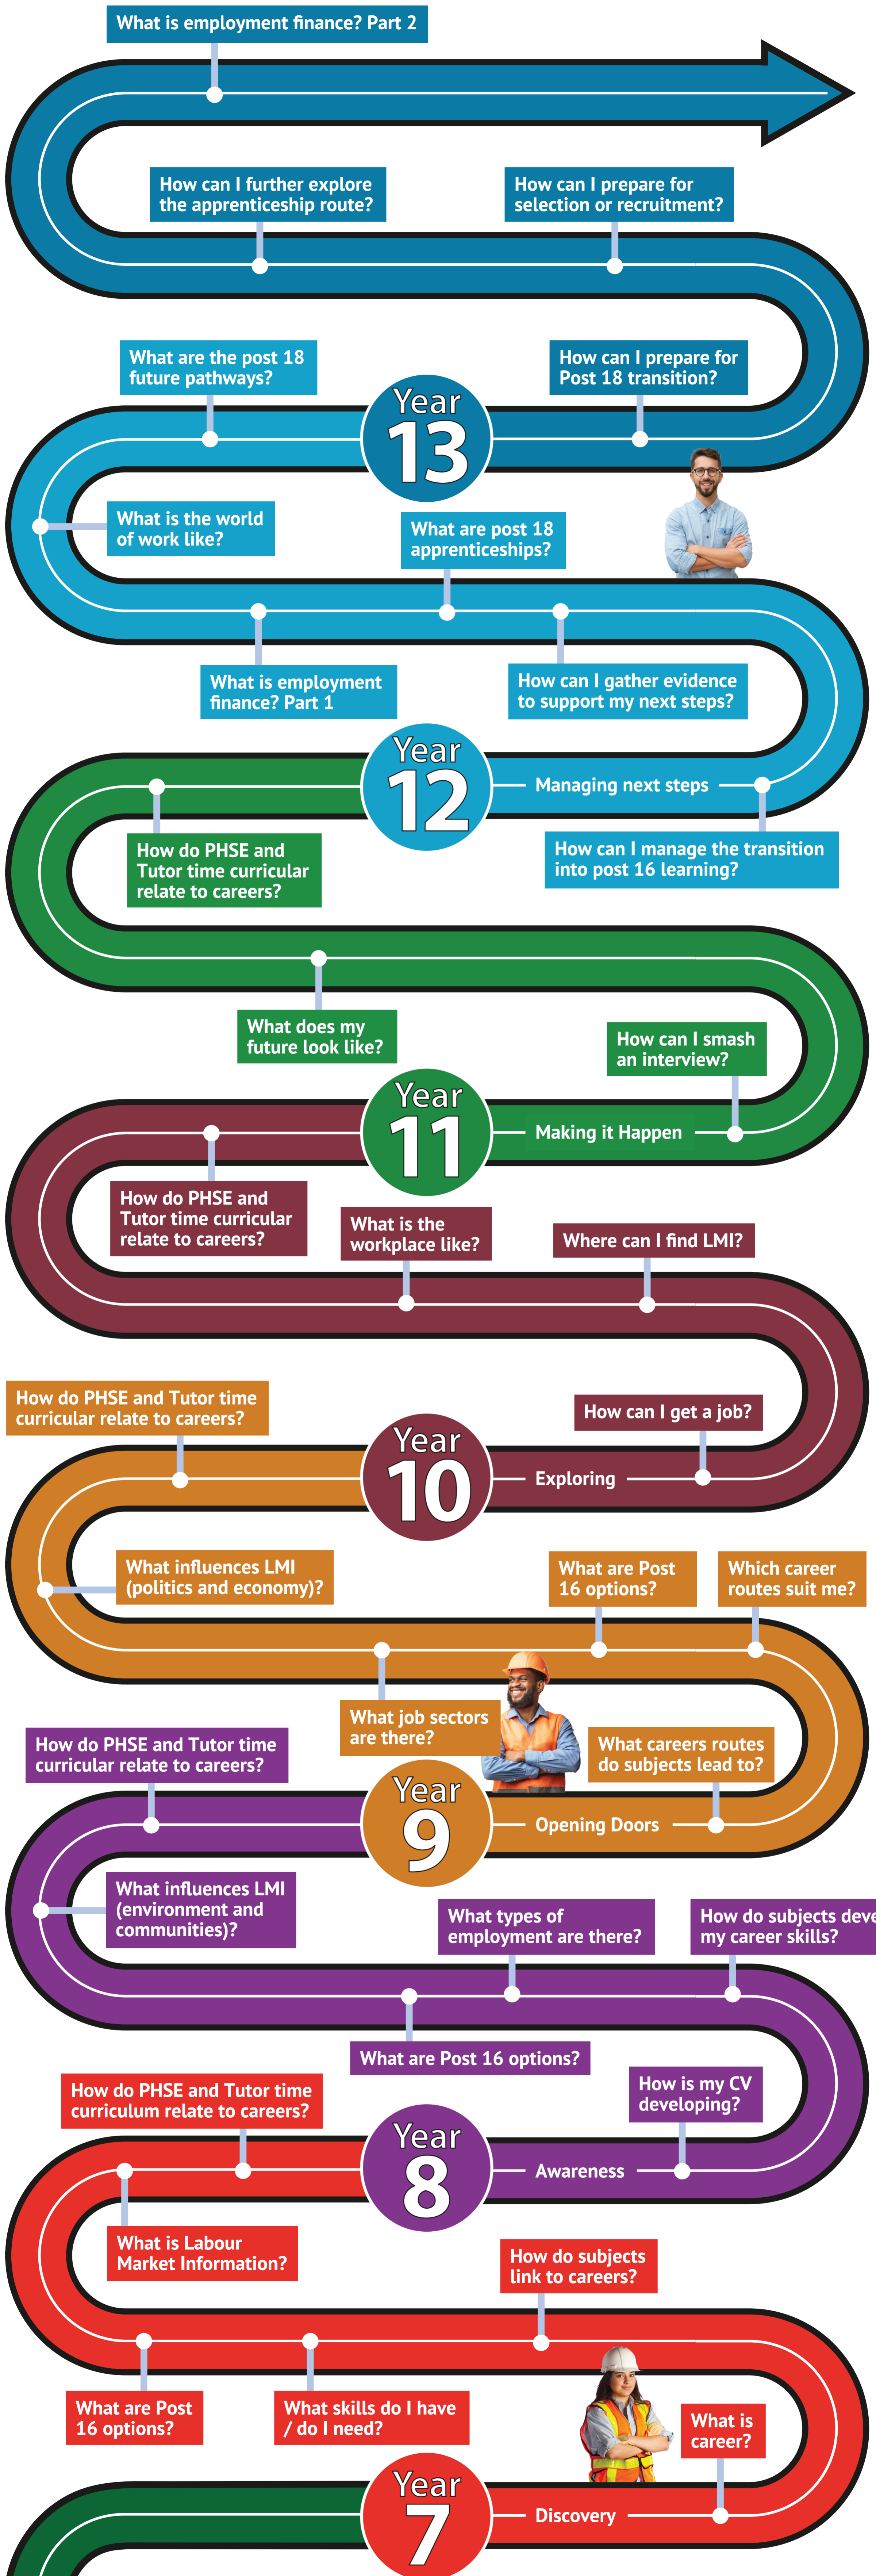 What is employment finance? Part 2
How can I further explore
the apprenticeship route?
How can I prepare for
selection or recruitment?
What are the post 18
future pathways?
Year
13
How can I prepare for
Post 18 transition?
What is the world
of work like?
What are post 18
apprenticeships?
What is employment
finance? Part 1
How can I gather evidence
to support my next steps?
Year
12
Managing next steps
How do PHSE and
Tutor time curricular
relate to careers?
How can I manage the transition
into post 16 learning?
What does my
future look like?
How can I smash
an interview?
Year
11
Making it Happen
How do PHSE and
Tutor time curricular
relate to careers?
What is the
workplace like?
Where can I find LMI?
How do PHSE and Tutor time
curricular relate to careers?
How can I get a job?
Year
10
Exploring
What influences LMI
(politics and economy)?
What are Post
16 options?
Which career
routes suit me?
What job sectors
are there?
How do PHSE and Tutor time
curricular relate to careers?
What careers routes
do subjects lead to?
Year
9
Opening Doors
What influences LMI
(environment and
communities)?
What types of
employment are there?
How do subjects deve
my career skills?
What are Post 16 options?
How do PHSE and Tutor time
curriculum relate to careers?
How is my CV
developing?
Year
8
Awareness
What is Labour
Market Information?
How do subjects
link to careers?
What are Post
16 options?
What skills do I have
/ do I need?
What is
career?
Year
7
Discovery